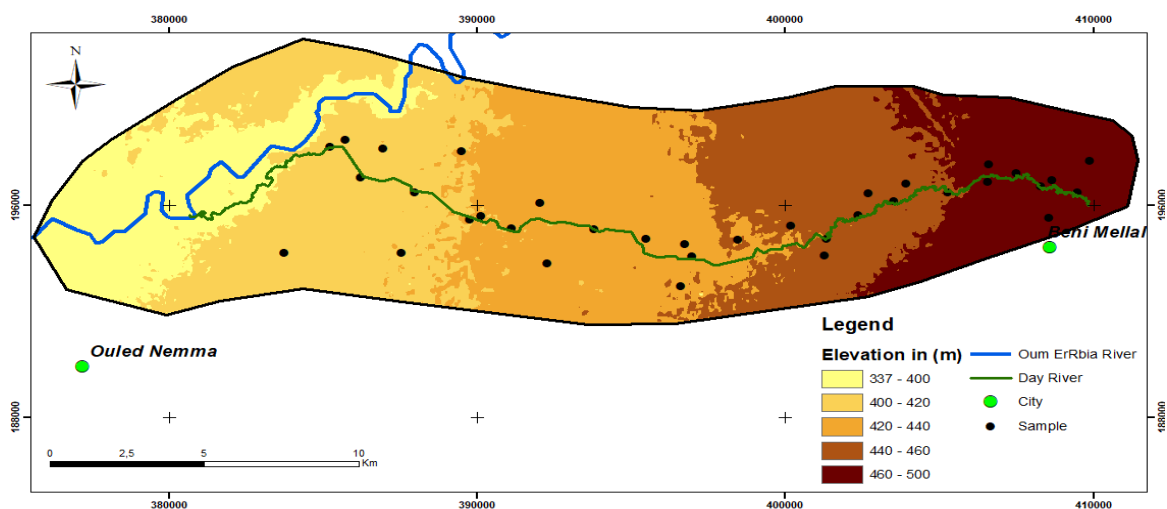 380000 390000 400000 410000
N
196000 196000
Beni Mellal
Ouled Nemma
Legend
Elevation in (m)
337 - 400
400 - 420
420 - 440
440 - 460
460 - 500
Oum ErRbia River
Day River
City
Sample
188000 188000
0 2,5 5 10
Km
380000 390000 400000 410000